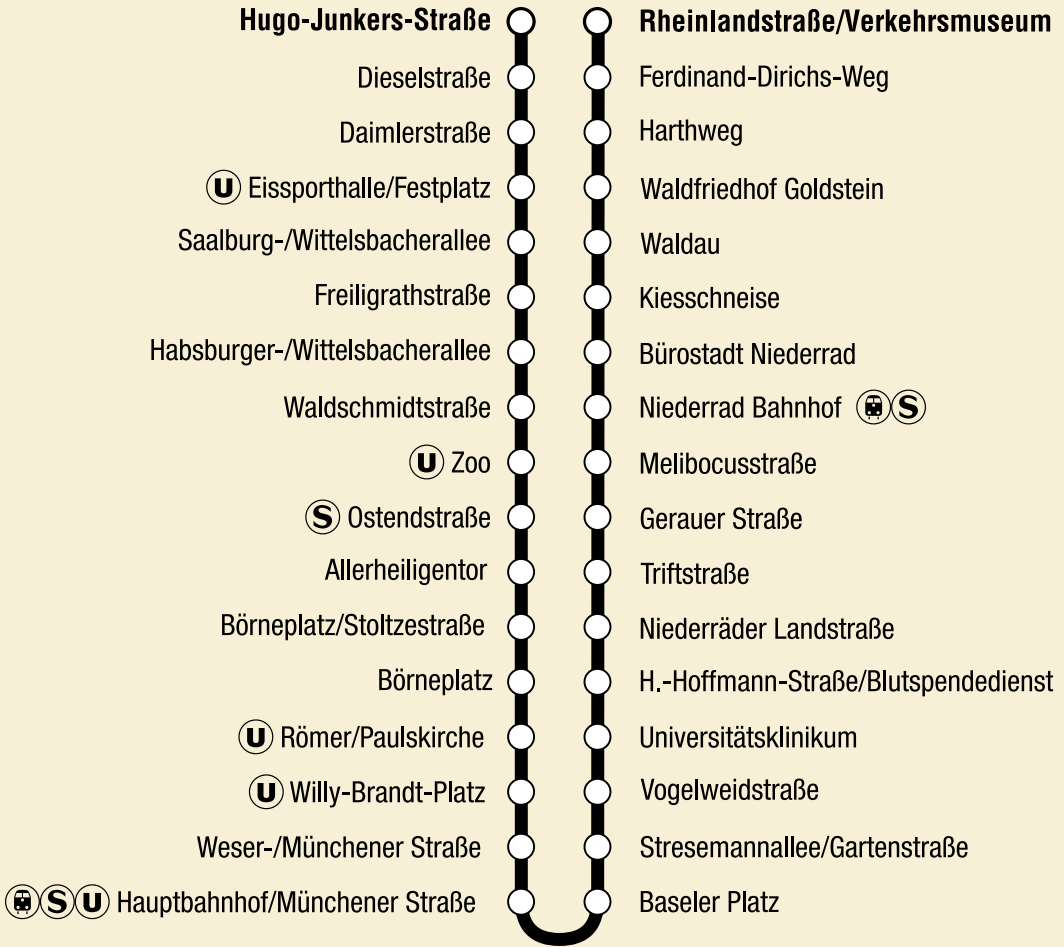 Hugo-Junkers-Straße
Dieselstraße
Daimlerstraße
U Eissporthalle/Festplatz
Saalburg-/Wittelsbacherallee
Freiligrathstraße
Habsburger-/Wittelsbacherallee
Waldschmidtstraße
U Zoo
S Ostendstraße
Allerheiligentor
Börneplatz/Stoltzestraße
Börneplatz
U Römer/Paulskirche
U Willy-Brandt-Platz
Weser-/Münchener Straße
S U Hauptbahnhof/Münchener Straße
Rheinlandstraße/Verkehrsmuseum
Ferdinand-Dirichs-Weg
Harthweg
Waldfriedhof Goldstein
Waldau
Kiesschneise
Bürostadt Niederrad
Niederrad Bahnhof S
Melibocusstraße
Gerauer Straße
Triftstraße
Niederräder Landstraße
H.-Hoffmann-Straße/Blutspendedienst
Universitätsklinikum
Vogelweidstraße
Stresemannallee/Gartenstraße
Baseler Platz